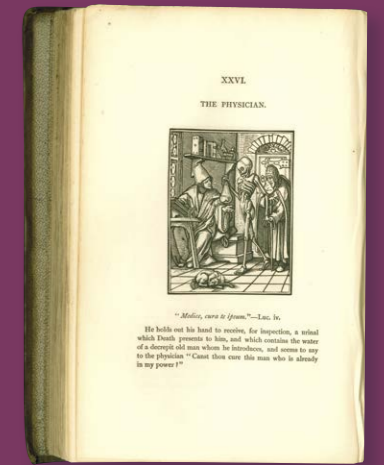 XXVI.
THE PHYSICIAN.
"Medice, cura te ipsum."—Luc. iv.
He holds out his hand to receive, for inspection, a urinal
which Death presents to him, and which contains the water
of a decrepit old man whom he introduces, and seems to say
to the physician "Canst thou cure this man who is already
in my power?"